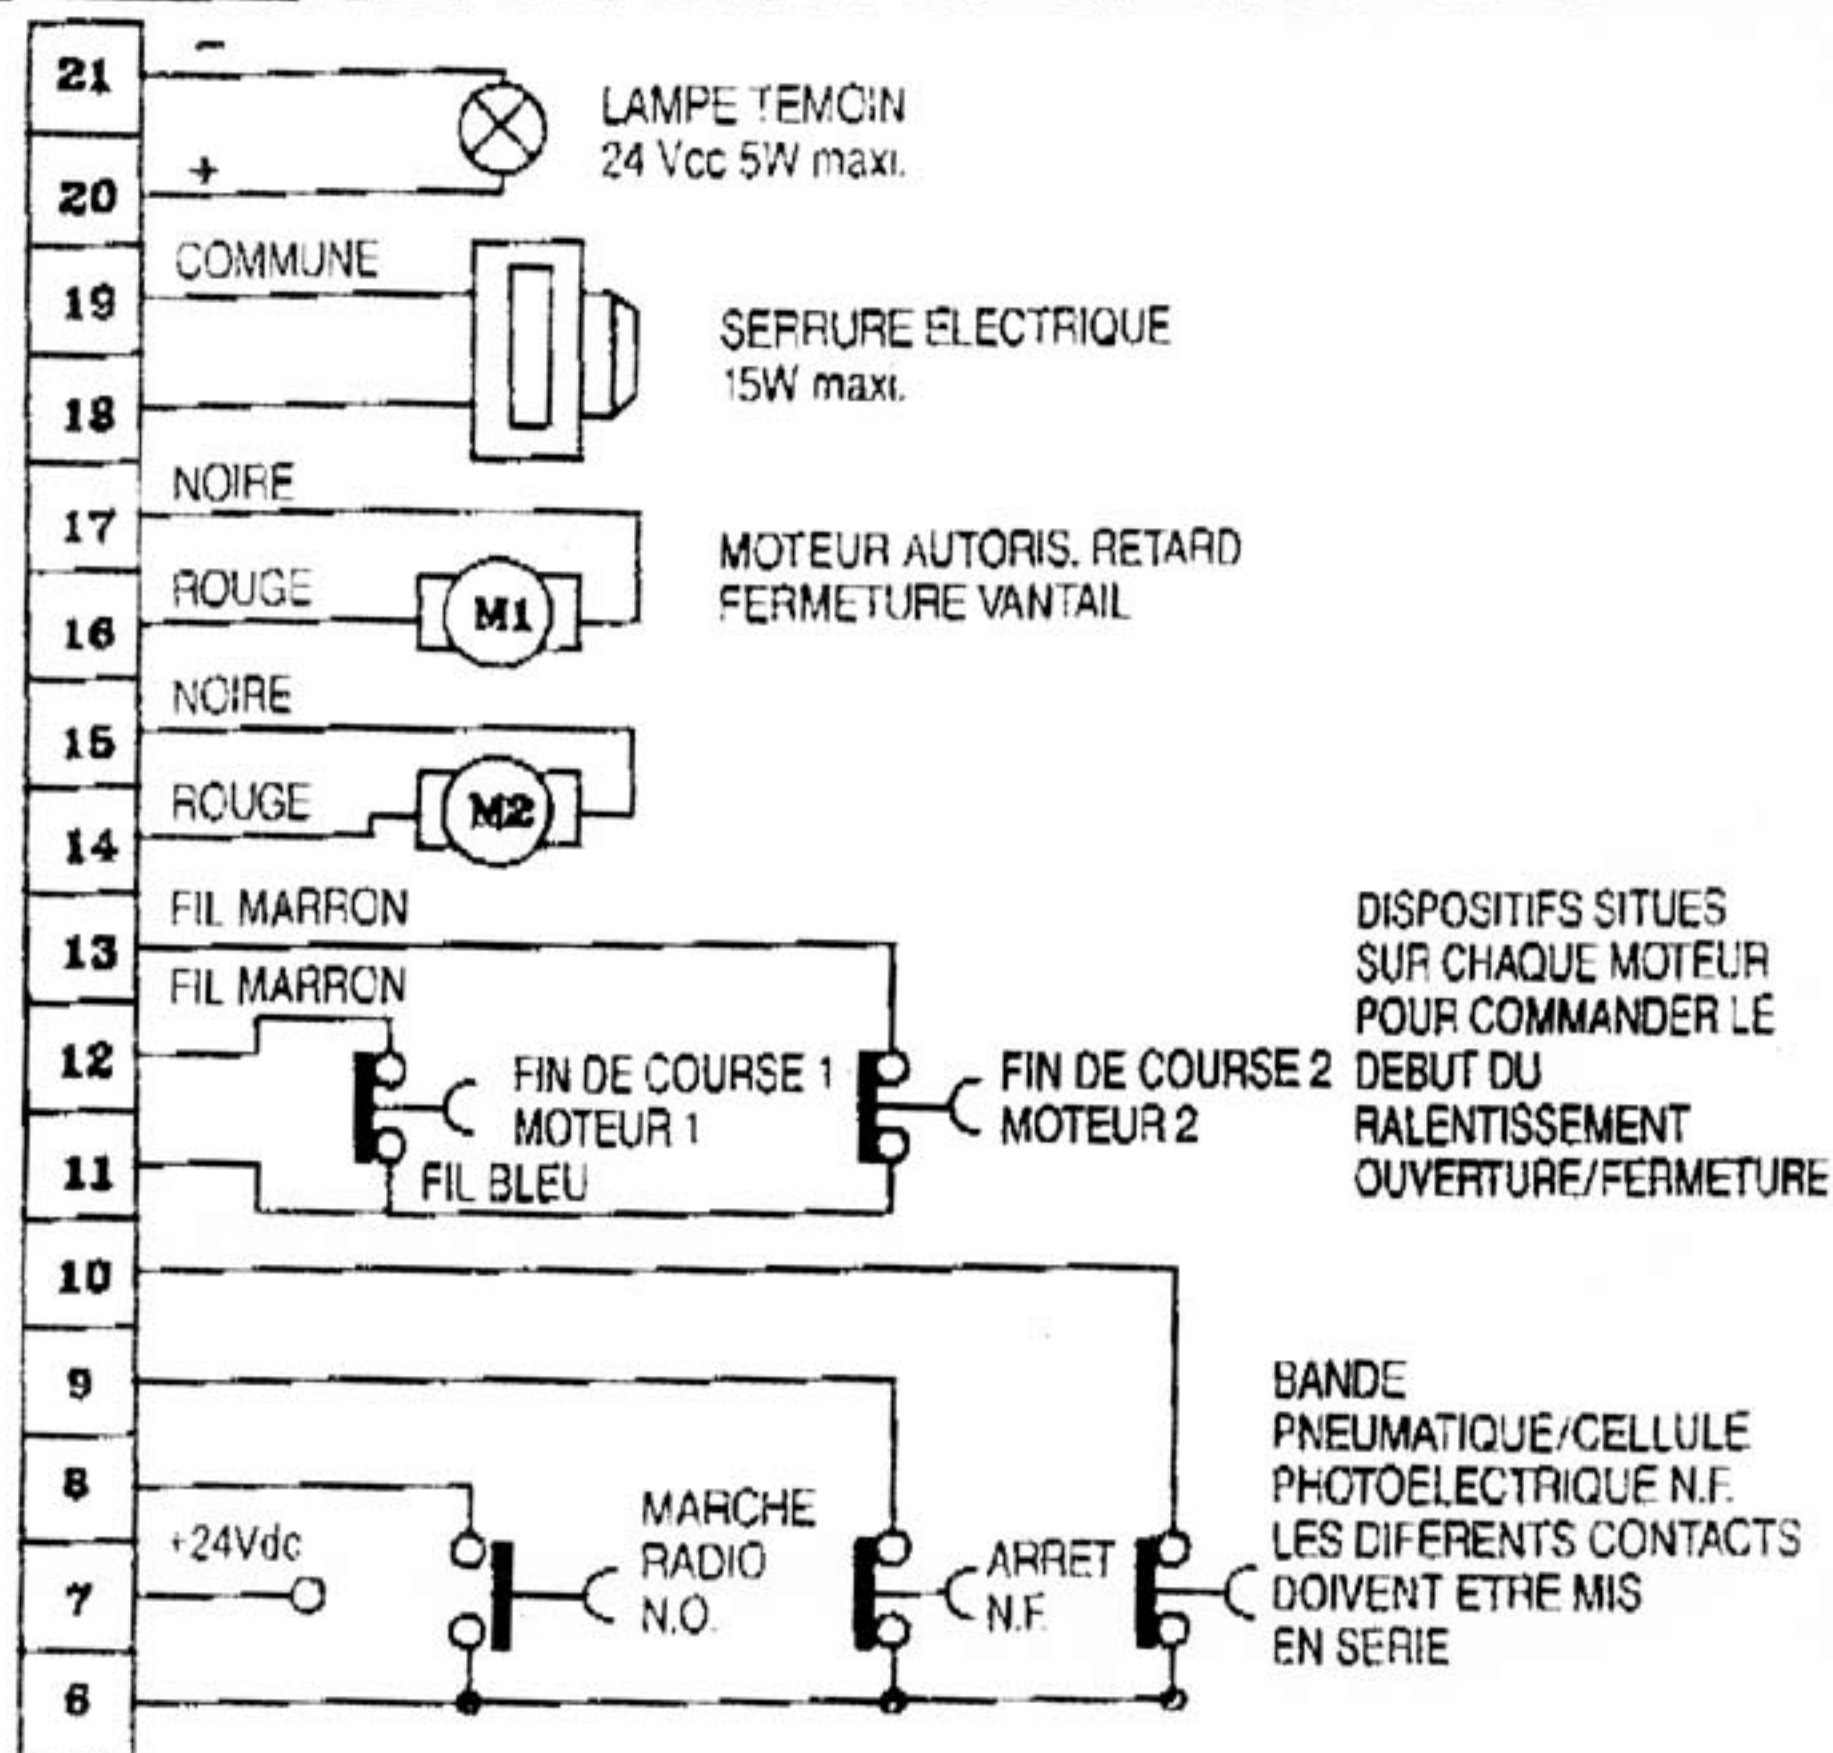 21
−
LAMPE TEMOIN
24 Vcc 5W maxi.
20
+
COMMUNE
19
SERRURE ELECTRIQUE
15W maxi.
18
NOIRE
17
MOTEUR AUTORIS. RETARD
FERMETURE VANTAIL
ROUGE
16
M1
NOIRE
15
ROUGE
14
M2
FIL MARRON
13
FIL MARRON
12
FIN DE COURSE 1
MOTEUR 1
FIN DE COURSE 2
MOTEUR 2
DISPOSITIFS SITUES
SUR CHAQUE MOTEUR
POUR COMMANDER LE
DEBUT DU
RALENTISSEMENT
OUVERTURE/FERMETURE
11
FIL BLEU
10
9
8
+24Vdc
7
MARCHE
RADIO
N.O.
ARRET
N.F.
BANDE
PNEUMATIQUE/CELLULE
PHOTOELECTRIQUE N.F.
LES DIFERENTS CONTACTS
DOIVENT ETRE MIS
EN SERIE
6